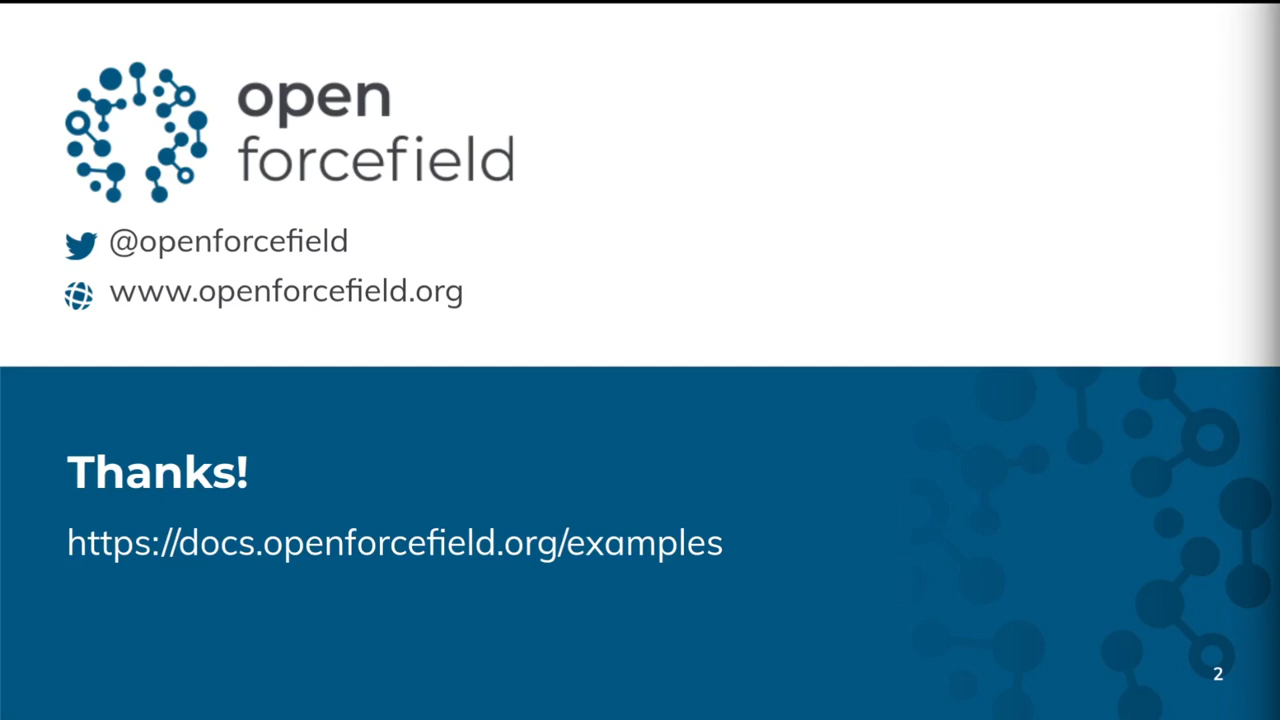 open
forcefield
@openforcefield
www.openforcefield.org
Thanks!
https://docs.openforcefield.org/examples
2